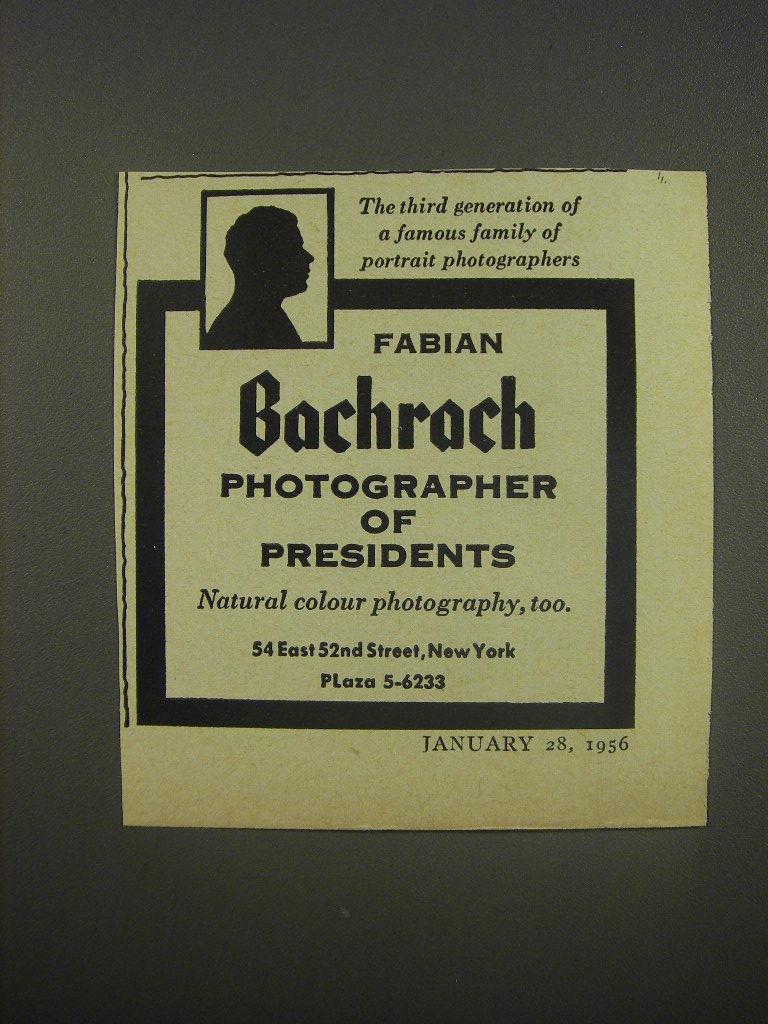 The third generation of
a famous family of
portrait photographers
FABIAN
Bachrach
PHOTOGRAPHER
OF
PRESIDENTS
Natural colour photography, too.
54 East 52nd Street, New York
PLaza 5-6233
JANUARY 28, 1956